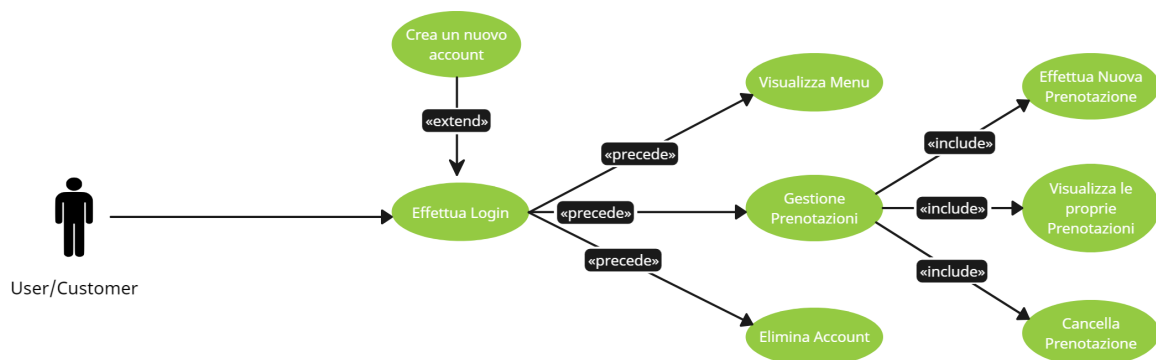 Crea un nuovo
account
«extend»
Effettua Login
User/Customer
«precede»
«precede»
«precede»
Visualizza Menu
Gestione
Prenotazioni
Elimina Account
«include»
«include»
«include»
Effettua Nuova
Prenotazione
Visualizza le
proprie
Prenotazioni
Cancella
Prenotazione